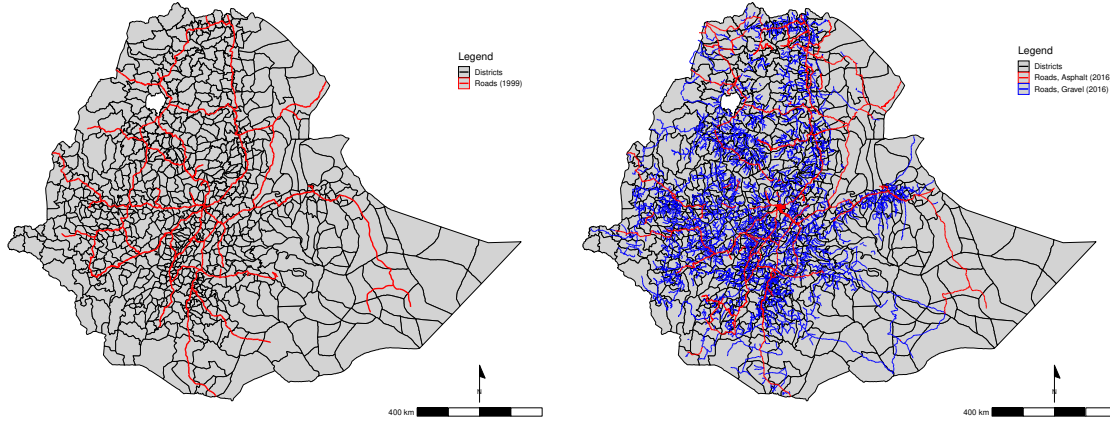 Legend
Districts
Roads (1999)
N
400 km
Legend
Districts
Roads, Asphalt (2016
Roads, Gravel (2016)
N
400 km